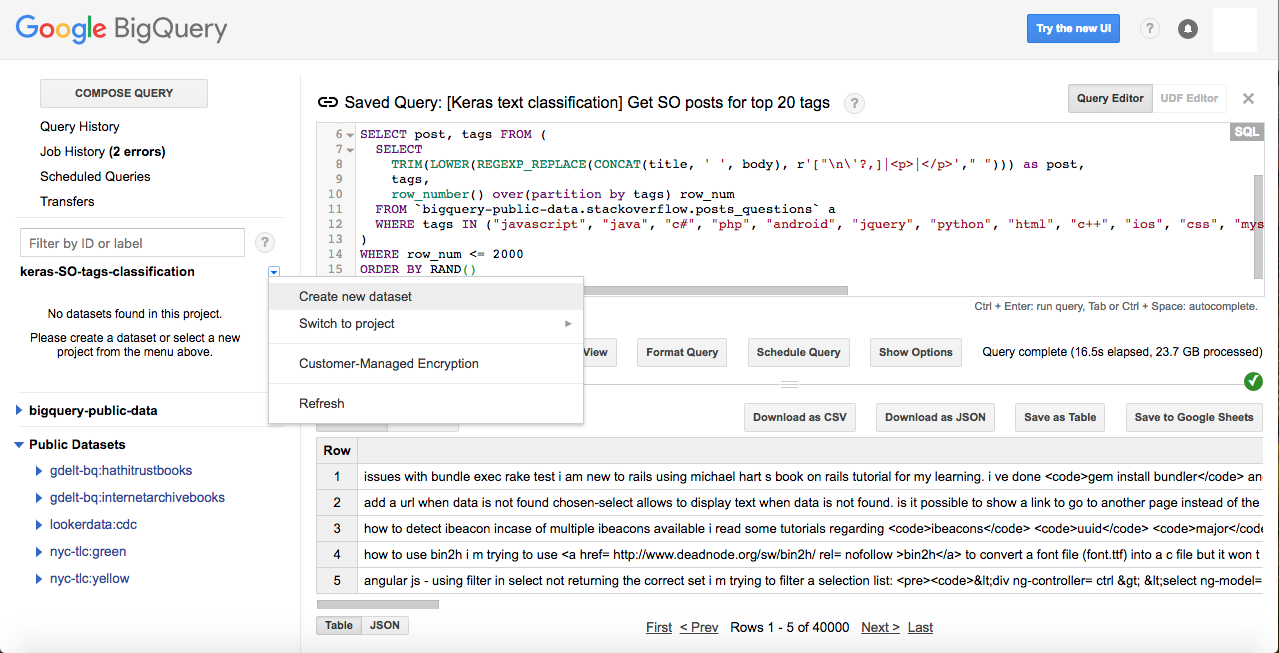 Google BigQuery
Try the new UI
?
COMPOSE QUERY
Query History
Job History (2 errors)
Scheduled Queries
Transfers
Filter by ID or label
?
keras-SO-tags-classification
No datasets found in this project.
Please create a dataset or select a new
project from the menu above.
bigquery-public-data
Public Datasets
gdelt-bq:hathitrustbooks
gdelt-bq:internetarchivebooks
lookerdata:cdc
nyc-tlc:green
nyc-tlc:yellow
Create new dataset
Switch to project
Customer-Managed Encryption
Refresh
Saved Query: [Keras text classification] Get SO posts for top 20 tags ?
Query Editor UDF Editor
SQL
6 SELECT post, tags FROM (
7 SELECT
8 TRIM(LOWER(REGEXP_REPLACE(CONCAT(title, ' ', body), r'["\n\'?,]|<p>|</p>'," "))) as post,
9 tags,
10 row_number() over(partition by tags) row_num
11 FROM `bigquery-public-data.stackoverflow.posts_questions` a
12 WHERE tags IN ("javascript", "java", "c#", "php", "android", "jquery", "python", "html", "c++", "ios", "css", "mys
13 )
14 WHERE row_num <= 2000
15 ORDER BY RAND()
Ctrl + Enter: run query, Tab or Ctrl + Space: autocomplete.
View Format Query Schedule Query Show Options Query complete (16.5s elapsed, 23.7 GB processed)
Download as CSV Download as JSON Save as Table Save to Google Sheets
Row
1 issues with bundle exec rake test i am new to rails using michael hart s book on rails tutorial for my learning. i ve done <code>gem install bundler</code> an
2 add a url when data is not found chosen-select allows to display text when data is not found. is it possible to show a link to go to another page instead of the
3 how to detect ibeacon incase of multiple ibeacons available i read some tutorials regarding <code>ibeacons</code> <code>uuid</code> <code>major</code
4 how to use bin2h i m trying to use <a href= http://www.deadnode.org/sw/bin2h/ rel= nofollow >bin2h</a> to convert a font file (font.ttf) into a c file but it won t
5 angular js - using filter in select not returning the correct set i m trying to filter a selection list: <pre><code>&lt;div ng-controller= ctrl &gt; &lt;select ng-model=
Table JSON
First < Prev Rows 1 - 5 of 40000 Next > Last